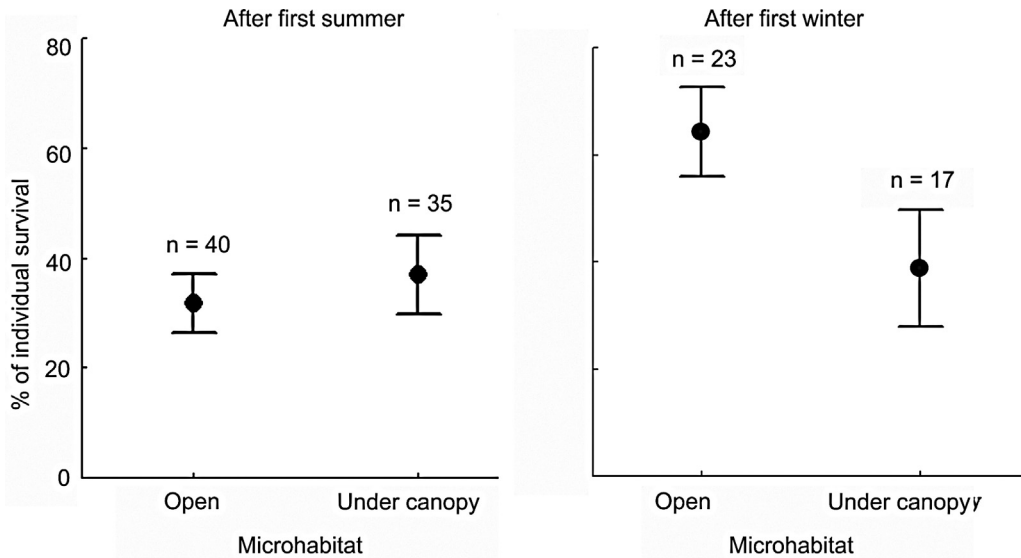 After first summer
80
60
40
20
0
% of individual survival
n = 40
n = 35
Open
Under canopy
Microhabitat
After first winter
n = 23
n = 17
Open
Under canopyy
Microhabitat